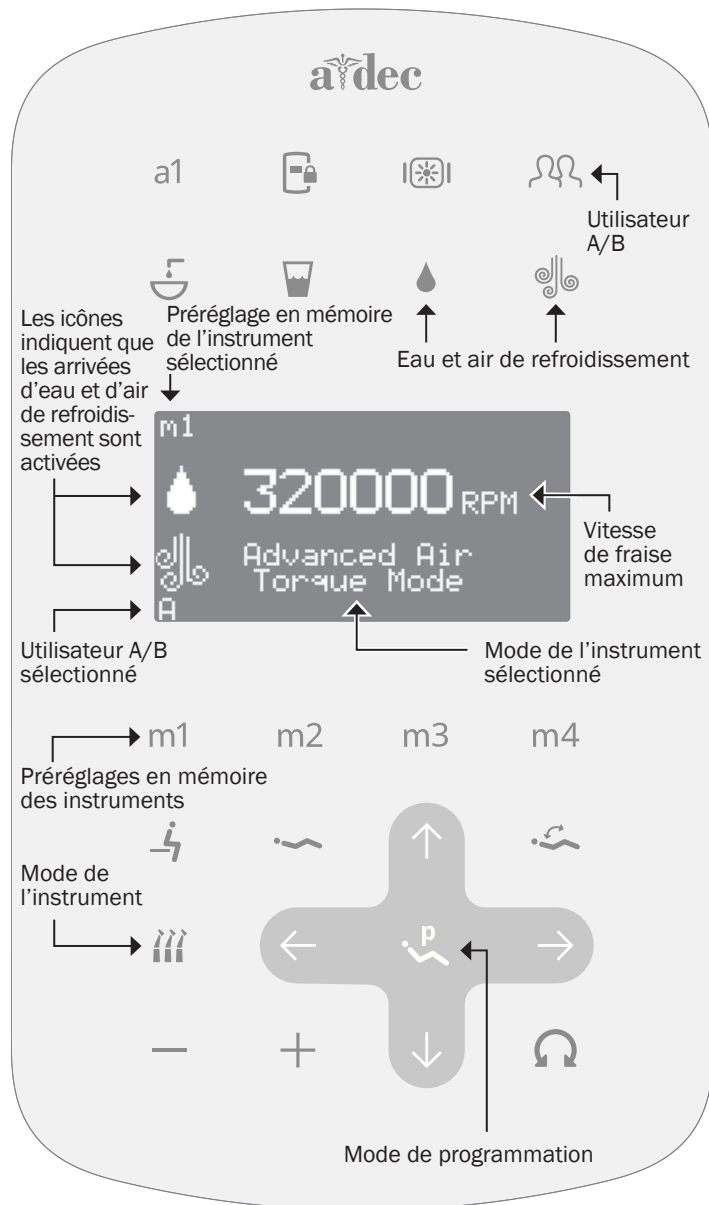 a dec
a1
Utilisateur
A/B
Les icônes
indiquent que
les arrivées
d'eau et d'air
de refroidis-
sement sont
activées
Préréglage en mémoire
de l'instrument
sélectionné
Eau et air de refroidissement
m1
320000 RPM
Advanced Air
Torque Mode
A
Vitesse
de fraise
maximum
Utilisateur A/B
sélectionné
Mode de l'instrument
sélectionné
m1 m2 m3 m4
Préréglages en mémoire
des instruments
Mode de
l'instrument
p
Mode de programmation